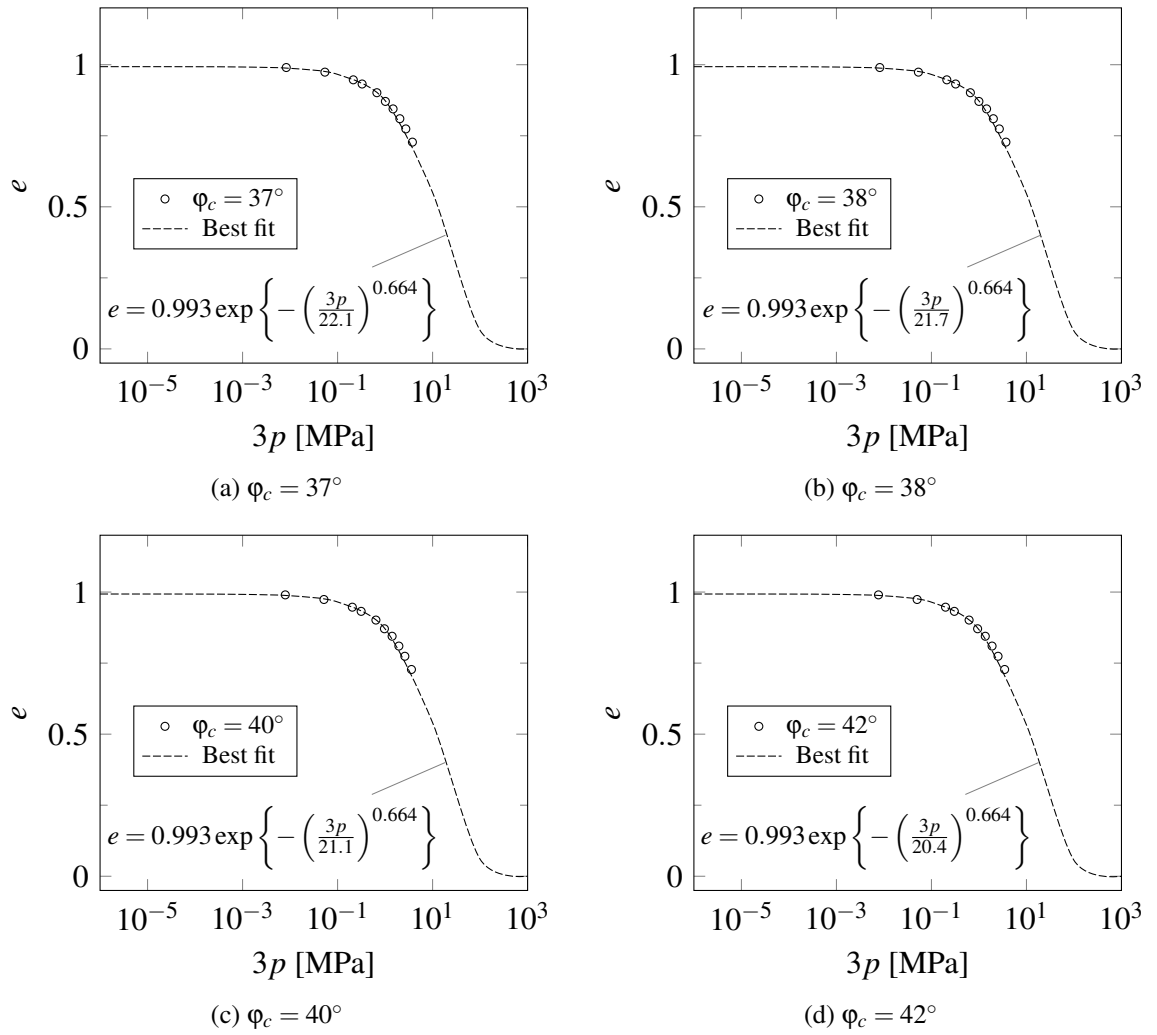 1
0.5
0
e
φ_c = 37°
Best fit
e = 0.993 exp { − (3p/22.1)^0.664 }
10^−5 10^−3 10^−1 10^1 10^3
3p [MPa]
(a) φ_c = 37°
1
0.5
0
e
φ_c = 38°
Best fit
e = 0.993 exp { − (3p/21.7)^0.664 }
10^−5 10^−3 10^−1 10^1 10^3
3p [MPa]
(b) φ_c = 38°
1
0.5
0
e
φ_c = 40°
Best fit
e = 0.993 exp { − (3p/21.1)^0.664 }
10^−5 10^−3 10^−1 10^1 10^3
3p [MPa]
(c) φ_c = 40°
1
0.5
0
e
φ_c = 42°
Best fit
e = 0.993 exp { − (3p/20.4)^0.664 }
10^−5 10^−3 10^−1 10^1 10^3
3p [MPa]
(d) φ_c = 42°